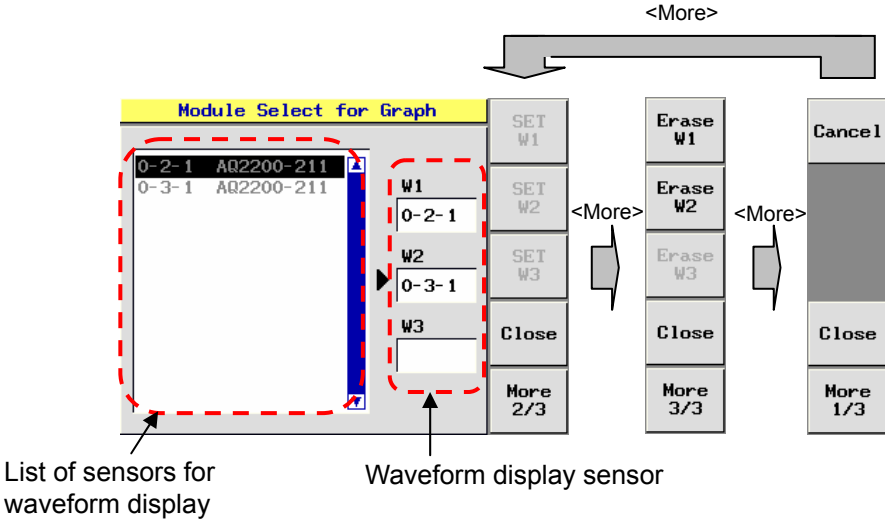 <More>
Module Select for Graph
0-2-1 AQ2200-211
0-3-1 AQ2200-211
W1
0-2-1
W2
0-3-1
W3
SET
W1
SET
W2
SET
W3
Close
More
2/3
<More>
Erase
W1
Erase
W2
Erase
W3
Close
More
3/3
<More>
Cancel
Close
More
1/3
List of sensors for
waveform display
Waveform display sensor